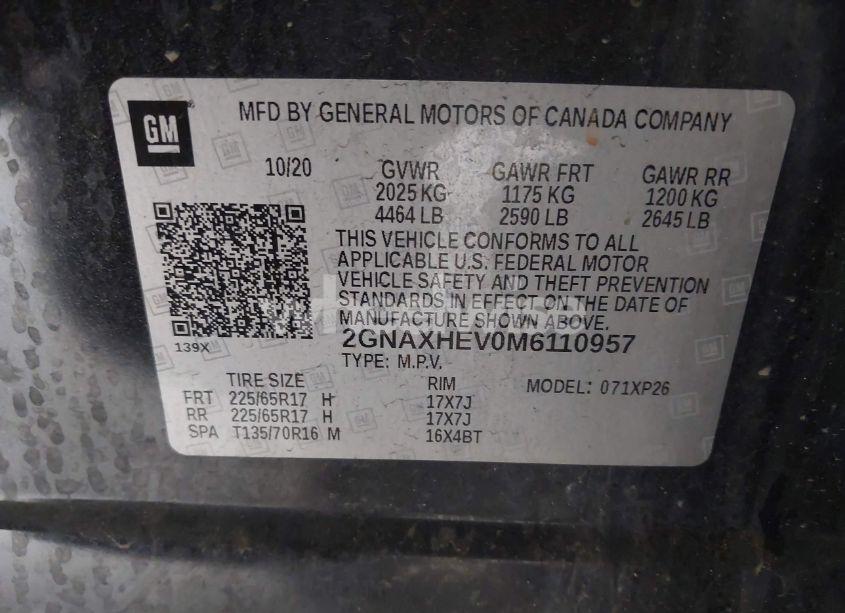 GM
MFD BY GENERAL MOTORS OF CANADA COMPANY
10/20 GVWR GAWR FRT GAWR RR
2025 KG 1175 KG 1200 KG
4464 LB 2590 LB 2645 LB
THIS VEHICLE CONFORMS TO ALL
APPLICABLE U.S. FEDERAL MOTOR
VEHICLE SAFETY AND THEFT PREVENTION
STANDARDS IN EFFECT ON THE DATE OF
MANUFACTURE SHOWN ABOVE.
139X
2GNAXHEV0M6110957
TYPE: M.P.V.
MODEL: 071XP26
TIRE SIZE RIM
FRT 225/65R17 H 17X7J
RR 225/65R17 H 17X7J
SPA T135/70R16 M 16X4BT